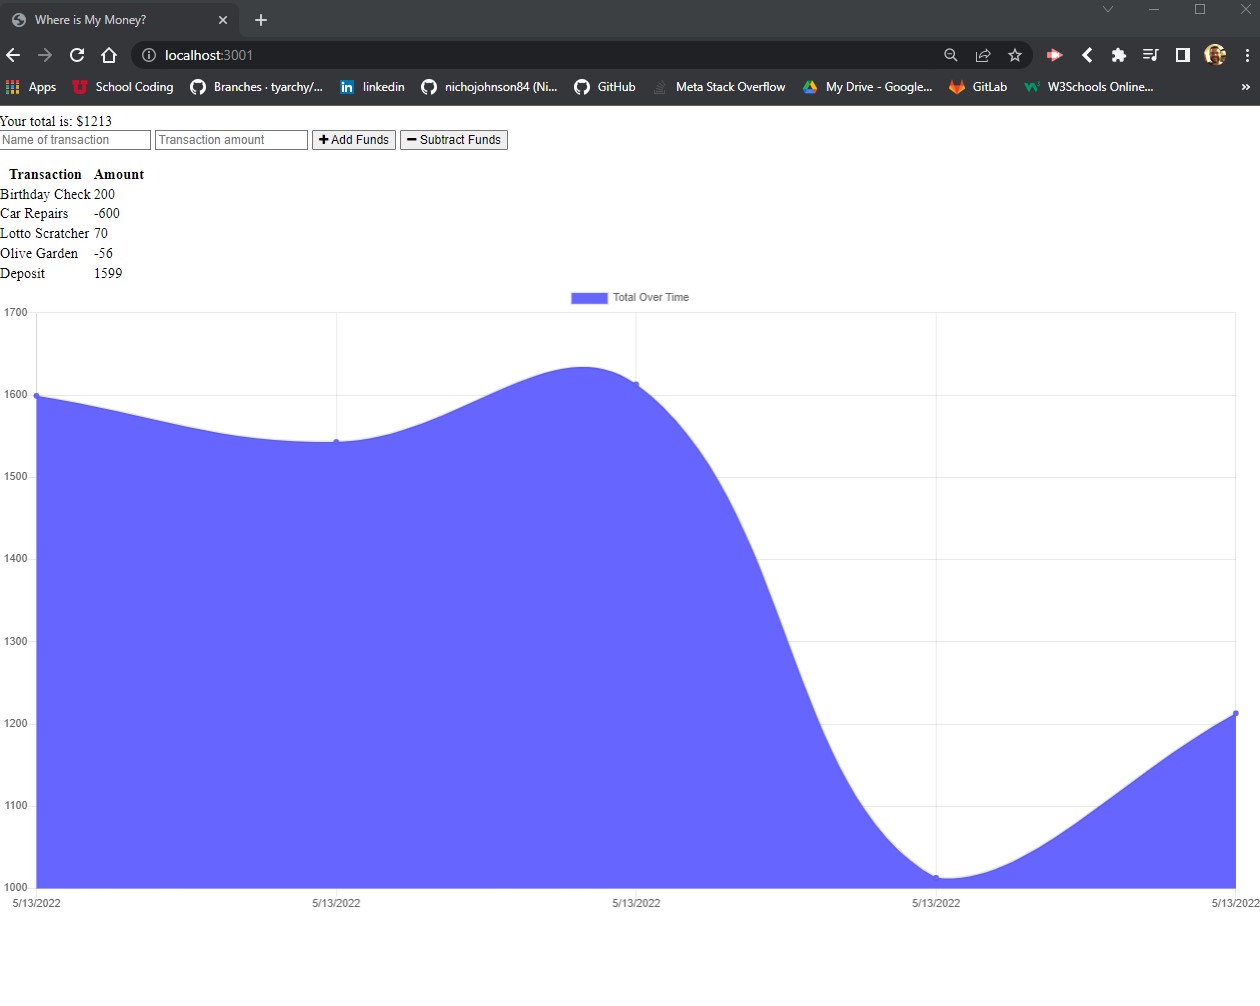 Where is My Money?
localhost:3001
Apps School Coding Branches · tyarchy/... linkedin nichojohnson84 (Ni... GitHub Meta Stack Overflow My Drive - Google... GitLab W3Schools Online... »
Your total is: $1213
Name of transaction Transaction amount Add Funds Subtract Funds
Transaction Amount
Birthday Check 200
Car Repairs -600
Lotto Scratcher 70
Olive Garden -56
Deposit 1599
Total Over Time
1700
1600
1500
1400
1300
1200
1100
1000
5/13/2022 5/13/2022 5/13/2022 5/13/2022 5/13/2022